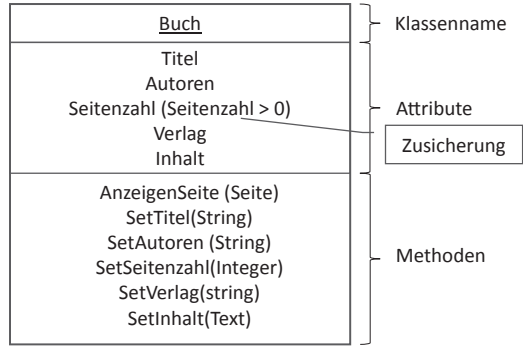 Buch
Klassenname
Titel
Autoren
Seitenzahl (Seitenzahl > 0)
Verlag
Inhalt
Attribute
Zusicherung
AnzeigenSeite (Seite)
SetTitel(String)
SetAutoren (String)
SetSeitenzahl(Integer)
SetVerlag(string)
SetInhalt(Text)
Methoden